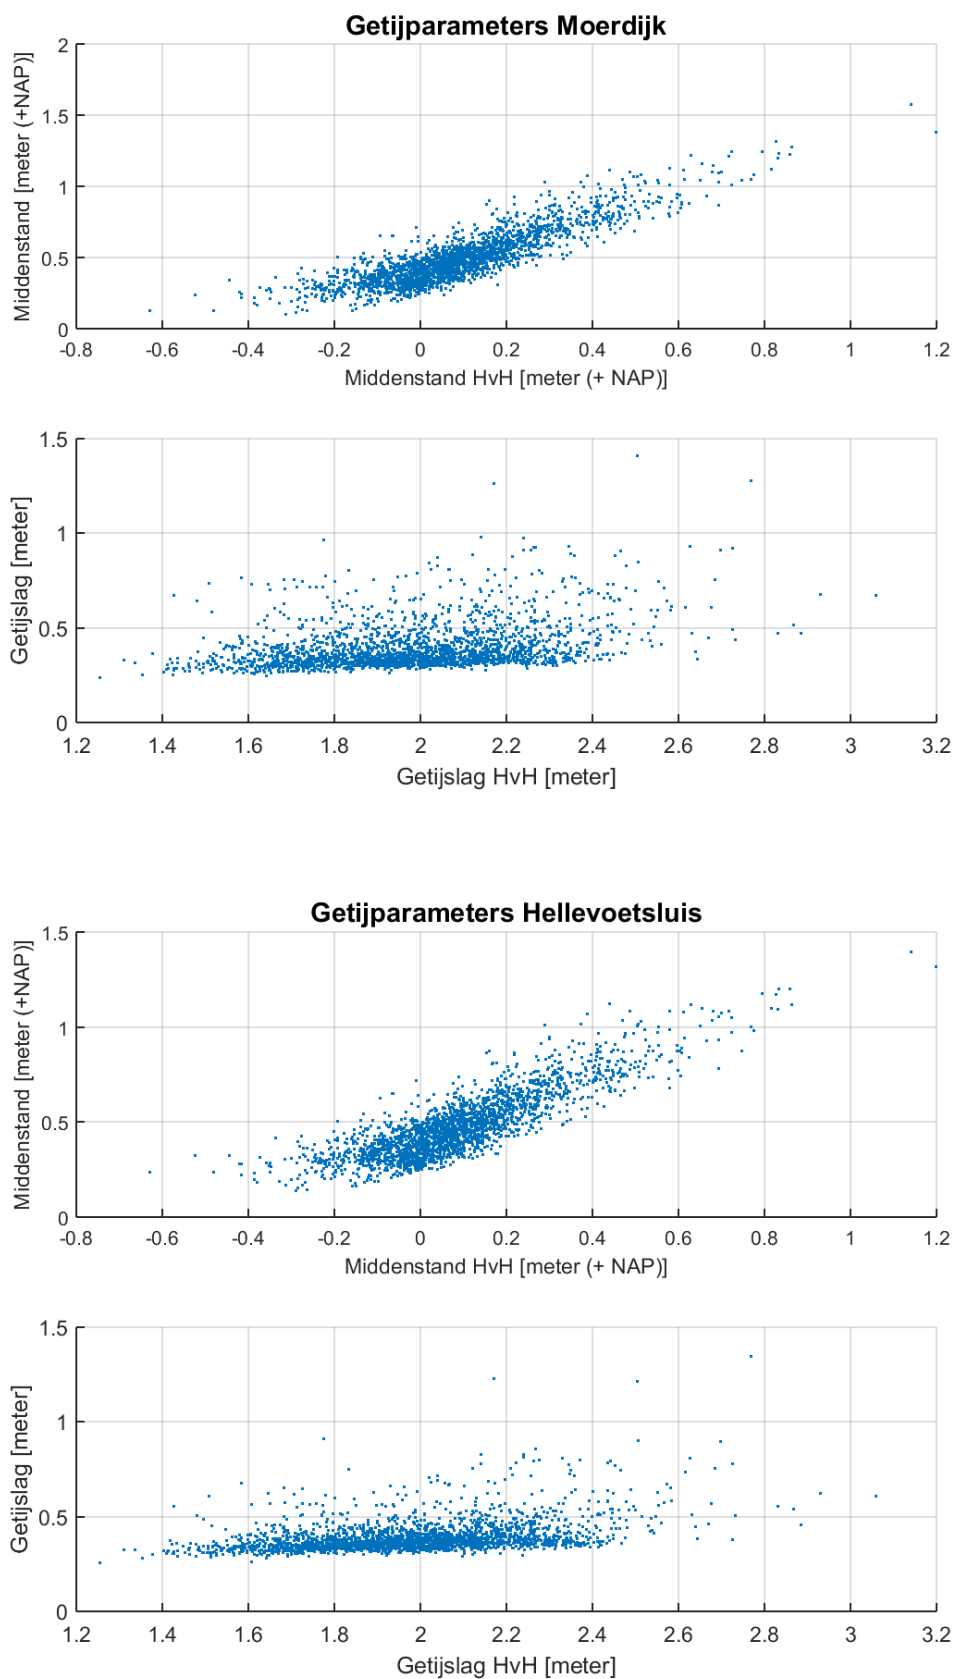 Getijparameters Moerdijk
Middenstand [meter (+NAP)]
2
1.5
1
0.5
0
-0.8 -0.6 -0.4 -0.2 0 0.2 0.4 0.6 0.8 1 1.2
Middenstand HvH [meter (+ NAP)]
Getijslag [meter]
1.5
1
0.5
0
1.2 1.4 1.6 1.8 2 2.2 2.4 2.6 2.8 3 3.2
Getijslag HvH [meter]
Getijparameters Hellevoetsluis
Middenstand [meter (+NAP)]
1.5
1
0.5
0
-0.8 -0.6 -0.4 -0.2 0 0.2 0.4 0.6 0.8 1 1.2
Middenstand HvH [meter (+ NAP)]
Getijslag [meter]
1.5
1
0.5
0
1.2 1.4 1.6 1.8 2 2.2 2.4 2.6 2.8 3 3.2
Getijslag HvH [meter]